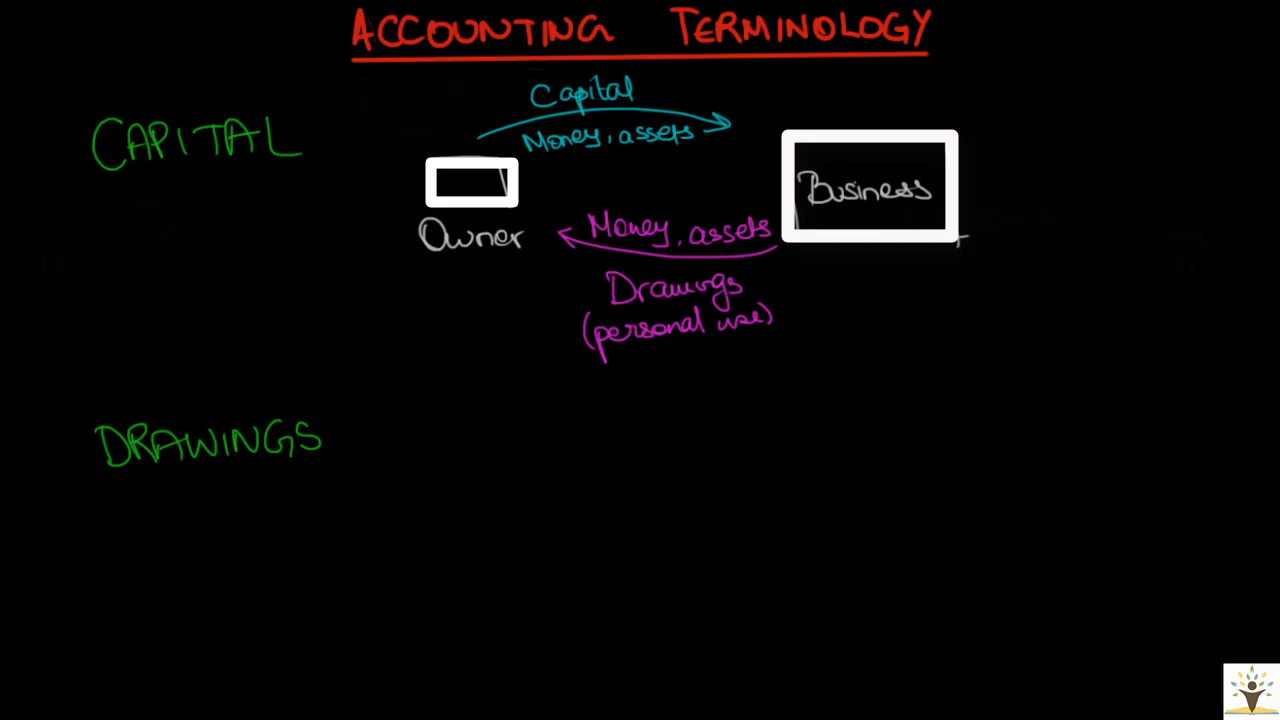 ACCOUNTING TERMINOLOGY
Capital
CAPITAL
Money, assets
Business
Owner
Money, assets
Drawings
(personal use)
DRAWINGS